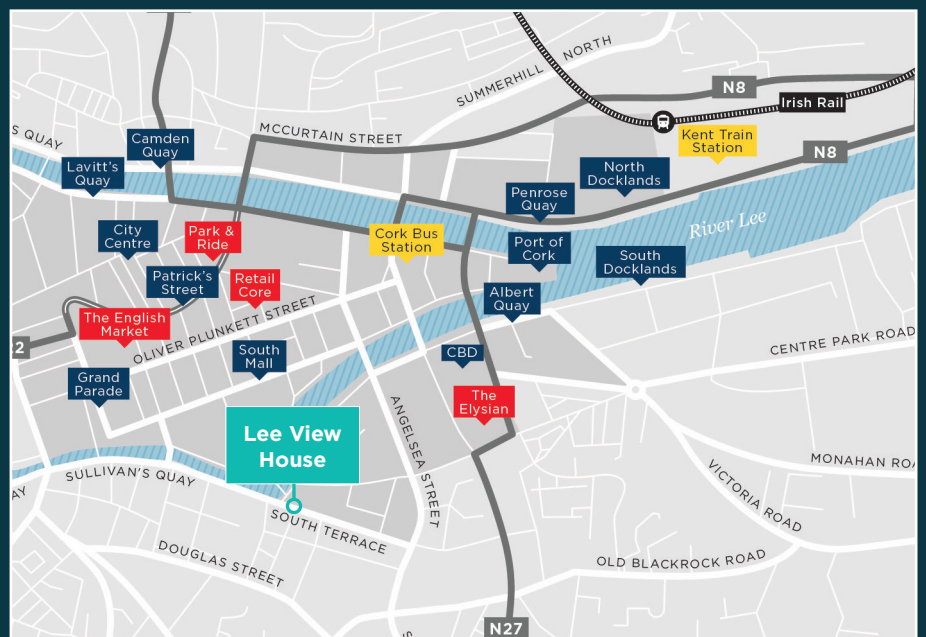 SUMMERHILL NORTH
N8
Irish Rail
MCCURTAIN STREET
S QUAY
Camden
Quay
Kent Train
Station
N8
Lavitt's
Quay
North
Docklands
Penrose
Quay
River Lee
City
Centre
Park &
Ride
Cork Bus
Station
Port of
Cork
South
Docklands
Patrick's
Street
Retail
Core
Albert
Quay
The English
Market
OLIVER PLUNKETT STREET
2
South
Mall
CBD
CENTRE PARK ROAD
Grand
Parade
The
Elysian
Lee View
House
ANGELSEA STREET
MONAHAN ROA
SULLIVAN'S QUAY
AY
VICTORIA ROAD
SOUTH TERRACE
DOUGLAS STREET
OLD BLACKROCK ROAD
N27
S